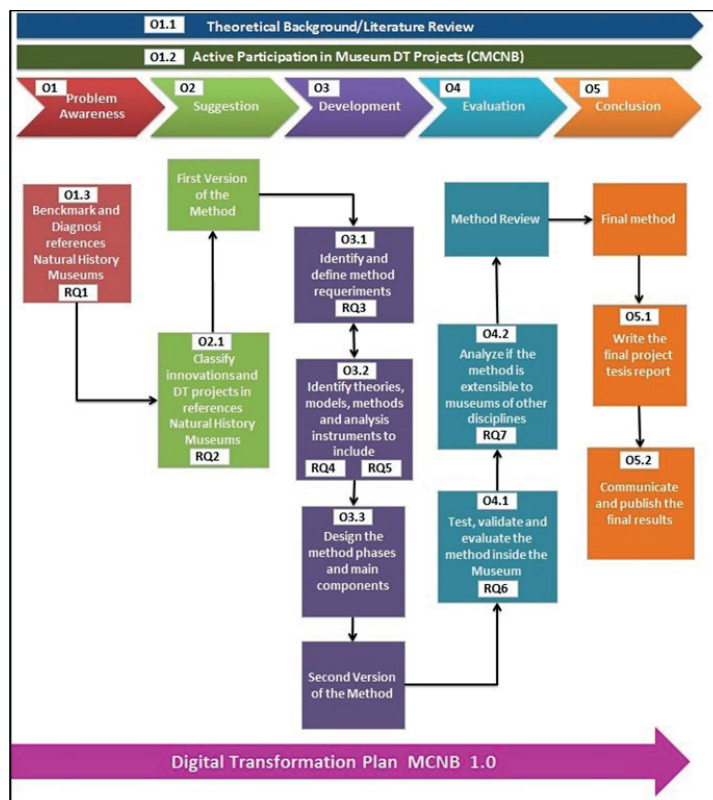 O1.1 Theoretical Background/Literature Review
O1.2 Active Participation in Museum DT Projects (CMCNB)
O1
Problem
Awareness
O2
Suggestion
O3
Development
O4
Evaluation
O5
Conclusion
O1.3
Benckmark and
Diagnosi
references
Natural History
Museums
RQ1
First Version
of the
Method
O2.1
Classify
innovations and
DT projects in
references
Natural History
Museums
RQ2
O3.1
Identify and
define method
requeriments
RQ3
O3.2
Identify theories,
models, methods
and analysis
instruments to
include
RQ4 RQ5
O3.3
Design the
method phases
and main
components
Second Version
of the Method
Method Review
O4.2
Analyze if the
method is
extensible to
museums of other
disciplines
RQ7
O4.1
Test, validate and
evaluate the
method inside the
Museum
RQ6
Final method
O5.1
Write the
final project
tesis report
O5.2
Communicate
and publish the
final results
Digital Transformation Plan MCNB 1.0